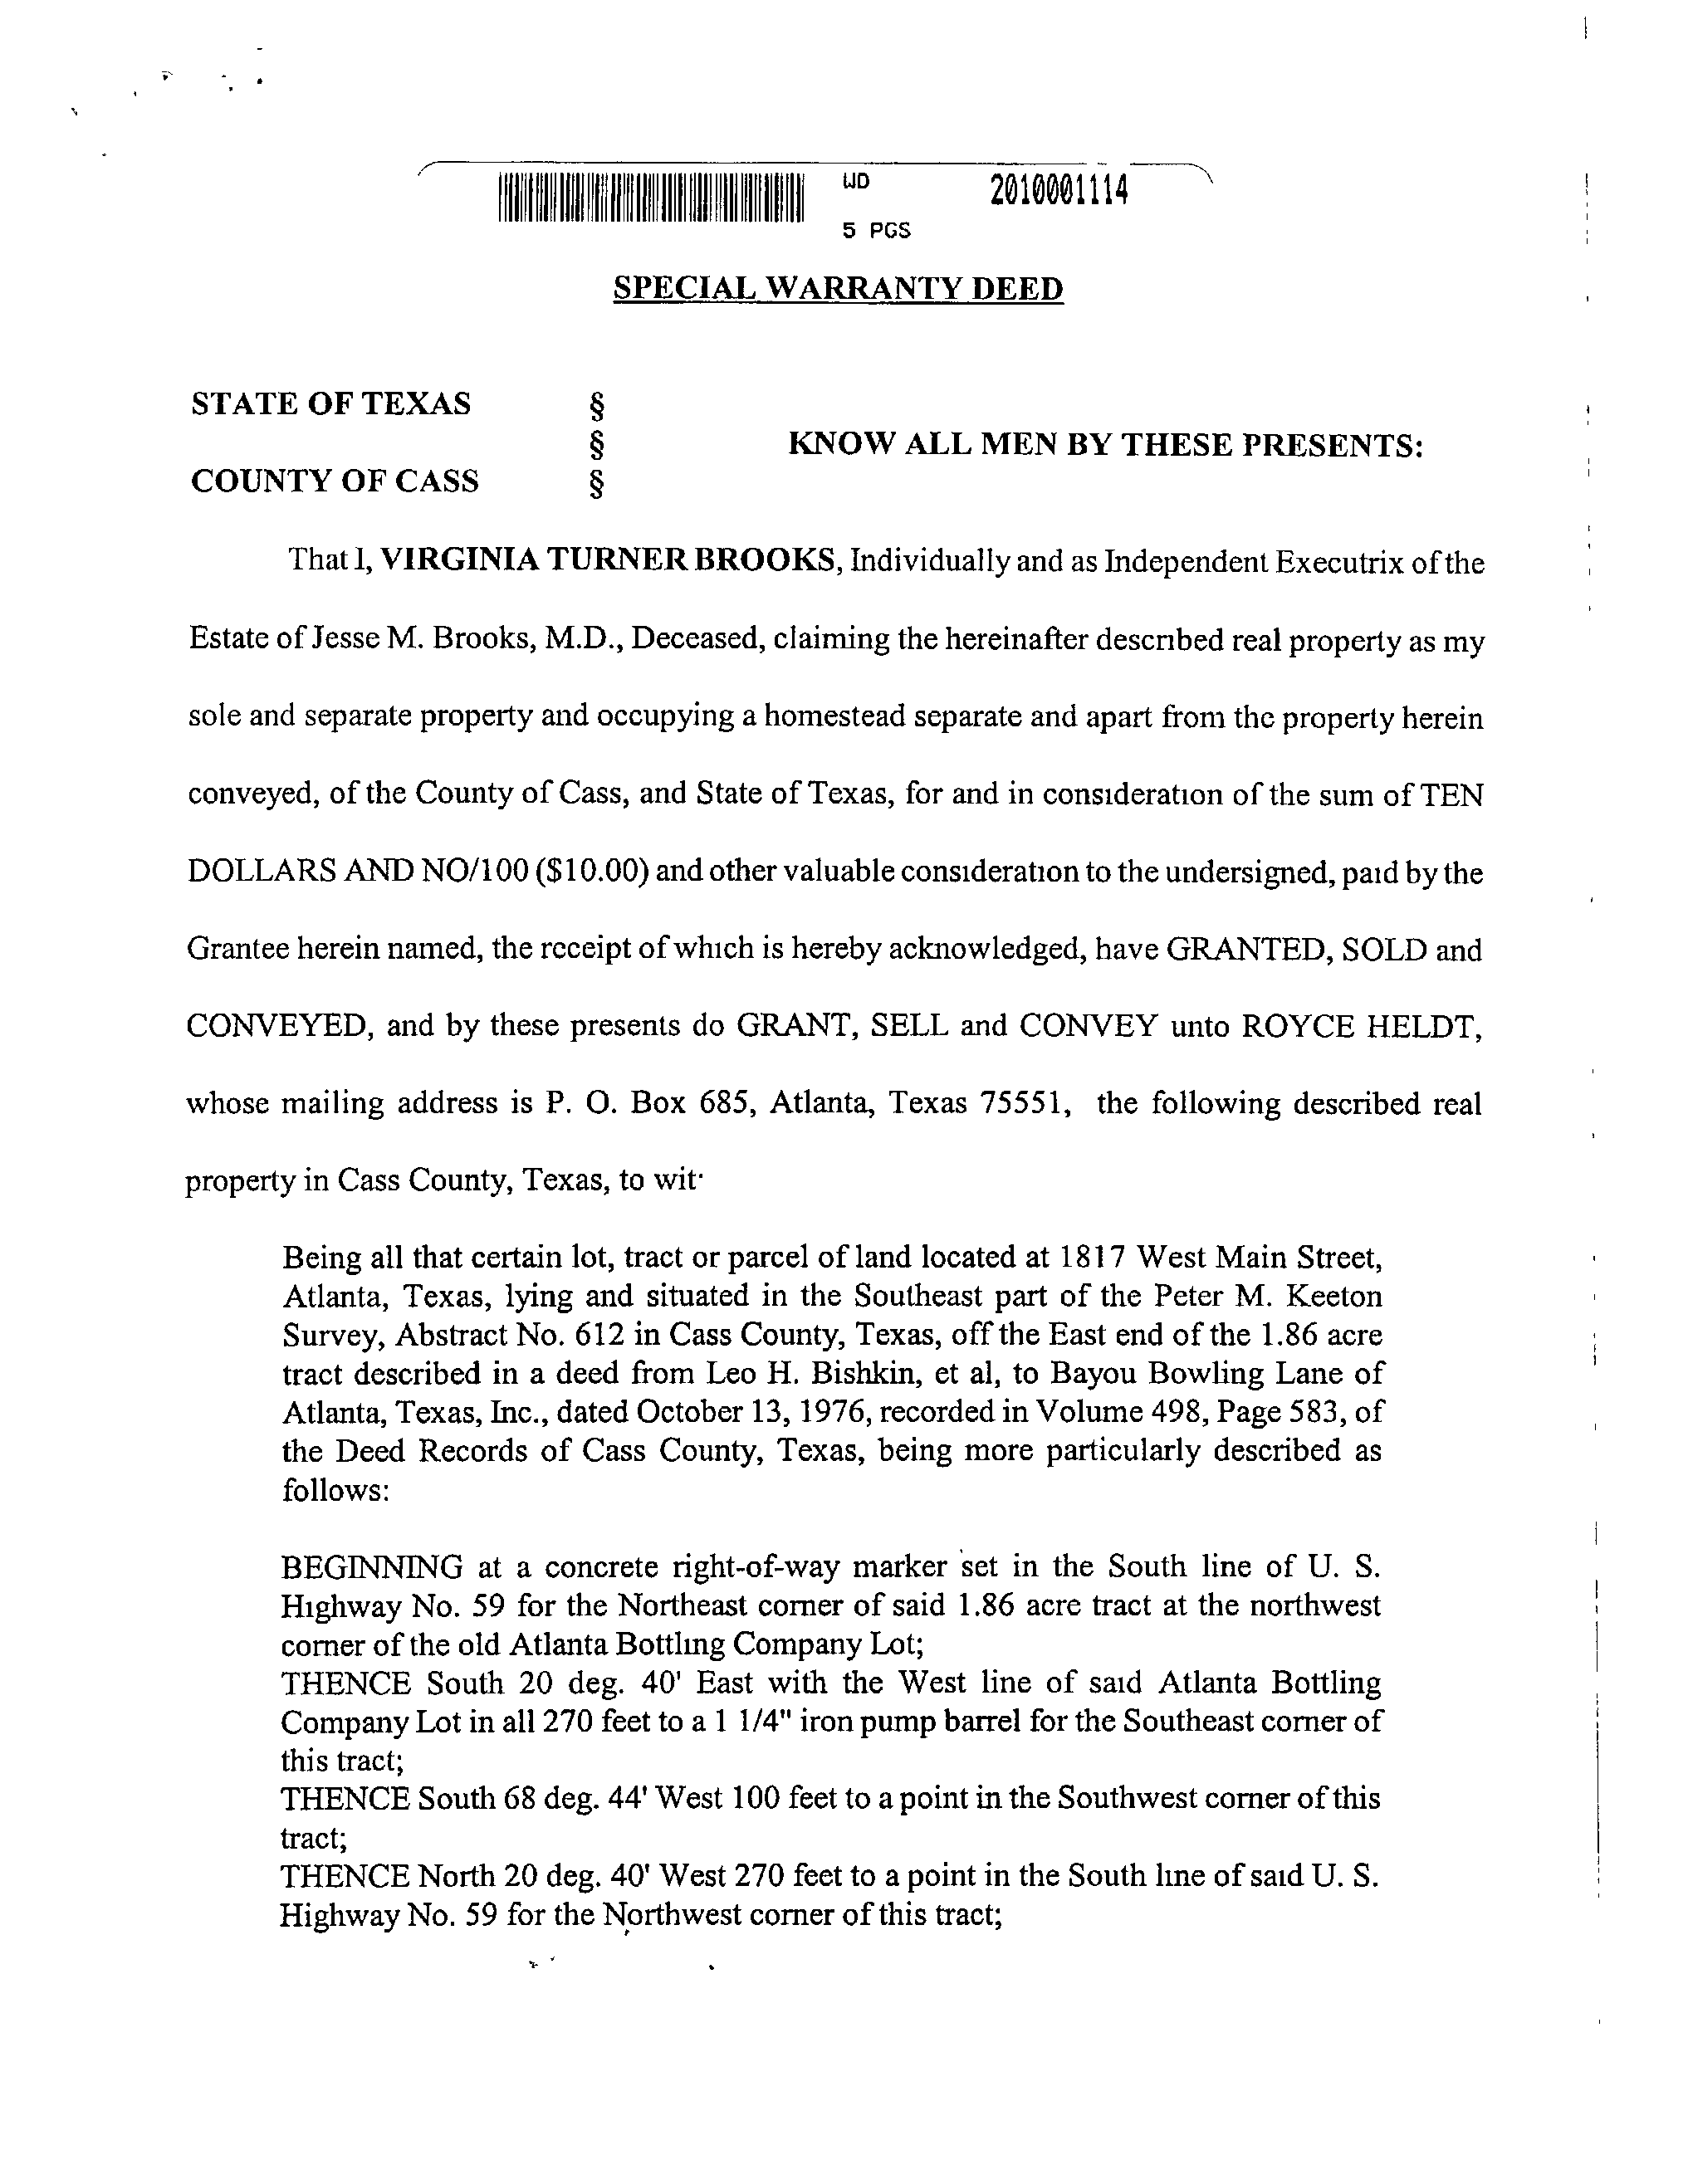 WD 2010001114
5 PGS
SPECIAL WARRANTY DEED
STATE OF TEXAS §
§ KNOW ALL MEN BY THESE PRESENTS:
COUNTY OF CASS §
That I, VIRGINIA TURNER BROOKS, Individually and as Independent Executrix of the
Estate of Jesse M. Brooks, M.D., Deceased, claiming the hereinafter described real property as my
sole and separate property and occupying a homestead separate and apart from the property herein
conveyed, of the County of Cass, and State of Texas, for and in consideration of the sum of TEN
DOLLARS AND NO/100 ($10.00) and other valuable consideration to the undersigned, paid by the
Grantee herein named, the receipt of which is hereby acknowledged, have GRANTED, SOLD and
CONVEYED, and by these presents do GRANT, SELL and CONVEY unto ROYCE HELDT,
whose mailing address is P. O. Box 685, Atlanta, Texas 75551, the following described real
property in Cass County, Texas, to wit:
Being all that certain lot, tract or parcel of land located at 1817 West Main Street,
Atlanta, Texas, lying and situated in the Southeast part of the Peter M. Keeton
Survey, Abstract No. 612 in Cass County, Texas, off the East end of the 1.86 acre
tract described in a deed from Leo H. Bishkin, et al, to Bayou Bowling Lane of
Atlanta, Texas, Inc., dated October 13, 1976, recorded in Volume 498, Page 583, of
the Deed Records of Cass County, Texas, being more particularly described as
follows:
BEGINNING at a concrete right-of-way marker set in the South line of U. S.
Highway No. 59 for the Northeast corner of said 1.86 acre tract at the northwest
corner of the old Atlanta Bottling Company Lot;
THENCE South 20 deg. 40' East with the West line of said Atlanta Bottling
Company Lot in all 270 feet to a 1 1/4" iron pump barrel for the Southeast corner of
this tract;
THENCE South 68 deg. 44' West 100 feet to a point in the Southwest corner of this
tract;
THENCE North 20 deg. 40' West 270 feet to a point in the South line of said U. S.
Highway No. 59 for the Northwest corner of this tract;